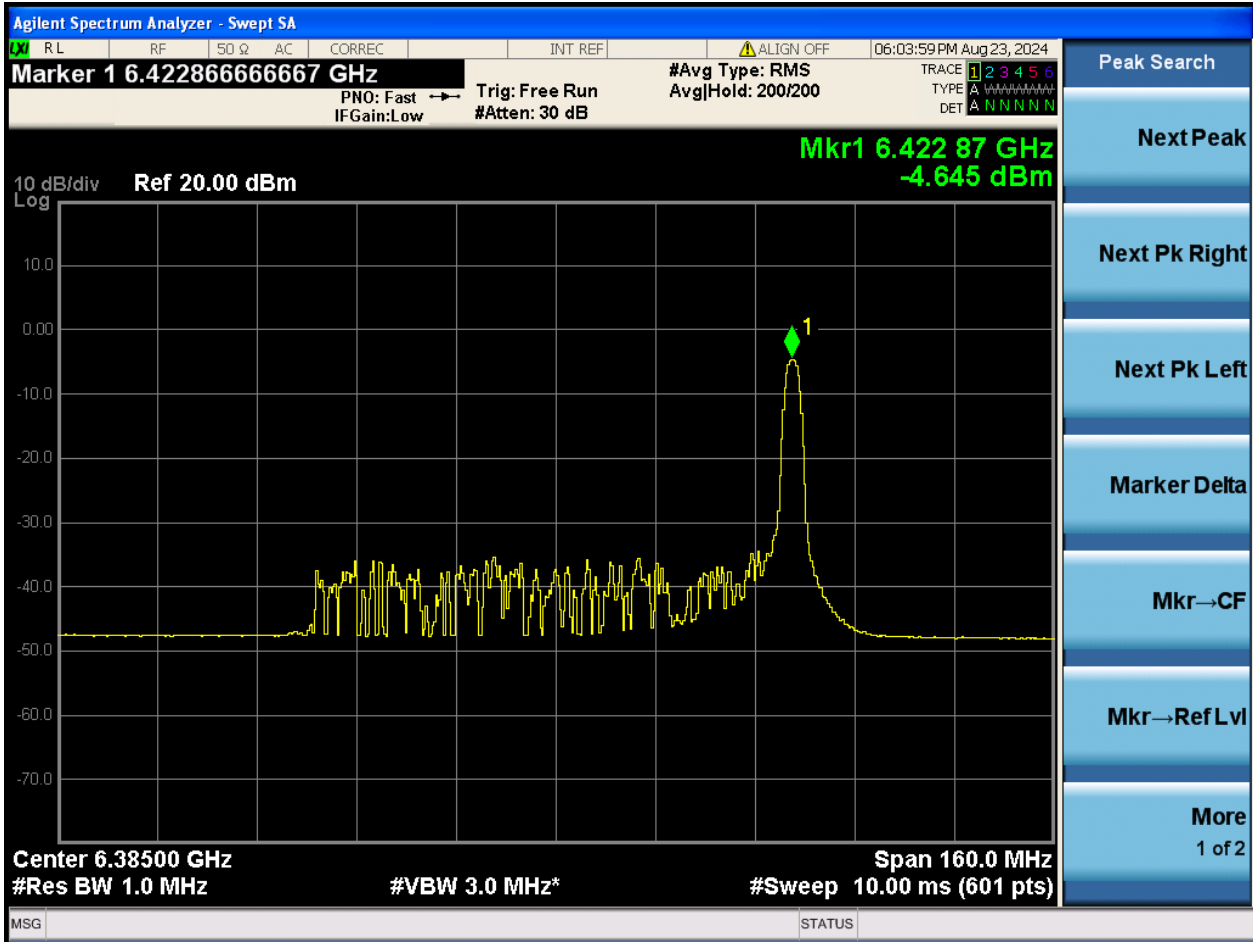 Agilent Spectrum Analyzer - Swept SA
LXI RL RF 50 Ω AC CORREC INT REF ALIGN OFF 06:03:59 PM Aug 23, 2024
Marker 1 6.422866666667 GHz
PNO: Fast
IFGain:Low
Trig: Free Run
#Atten: 30 dB
#Avg Type: RMS
Avg|Hold: 200/200
TRACE 1 2 3 4 5 6
TYPE A WWWWWW
DET A N N N N N
Mkr1 6.422 87 GHz
-4.645 dBm
10 dB/div Ref 20.00 dBm
Log
10.0
0.00
-10.0
-20.0
-30.0
-40.0
-50.0
-60.0
-70.0
1
Center 6.38500 GHz Span 160.0 MHz
#Res BW 1.0 MHz #VBW 3.0 MHz* #Sweep 10.00 ms (601 pts)
MSG STATUS
Peak Search
Next Peak
Next Pk Right
Next Pk Left
Marker Delta
Mkr→CF
Mkr→Ref Lvl
More
1 of 2